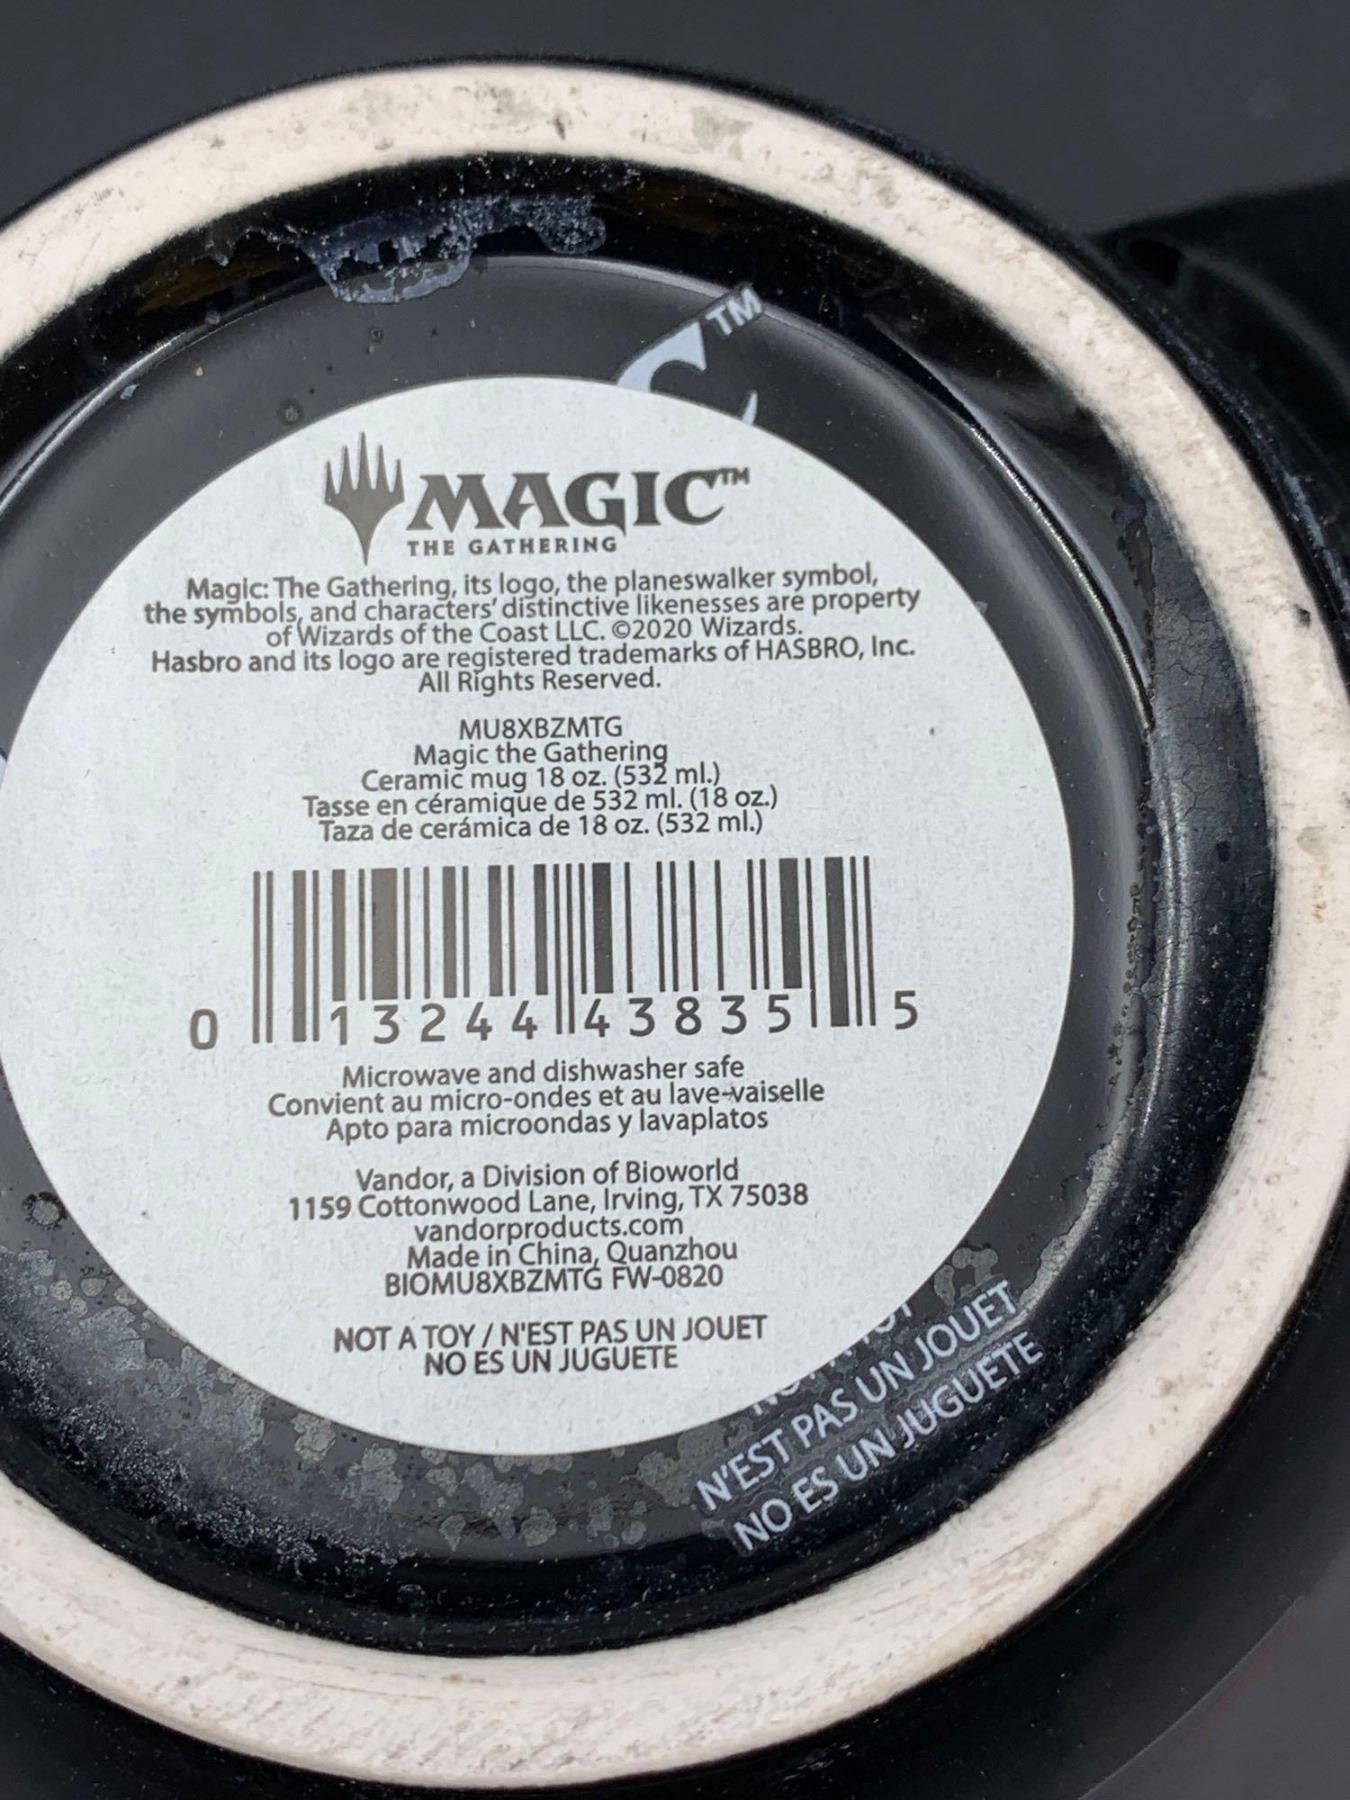 C™
MAGIC™
THE GATHERING
Magic: The Gathering, its logo, the planeswalker symbol,
the symbols, and characters’ distinctive likenesses are property
of Wizards of the Coast LLC. ©2020 Wizards.
Hasbro and its logo are registered trademarks of HASBRO, Inc.
All Rights Reserved.
MU8XBZMTG
Magic the Gathering
Ceramic mug 18 oz. (532 ml.)
Tasse en céramique de 532 ml. (18 oz.)
Taza de cerámica de 18 oz. (532 ml.)
0 13244 43835 5
Microwave and dishwasher safe
Convient au micro-ondes et au lave-vaiselle
Apto para microondas y lavaplatos
Vandor, a Division of Bioworld
1159 Cottonwood Lane, Irving, TX 75038
vandorproducts.com
Made in China, Quanzhou
BIOMU8XBZMTG FW-0820
NOT A TOY / N'EST PAS UN JOUET
NO ES UN JUGUETE
N'EST PAS UN JOUET
NO ES UN JUGUETE